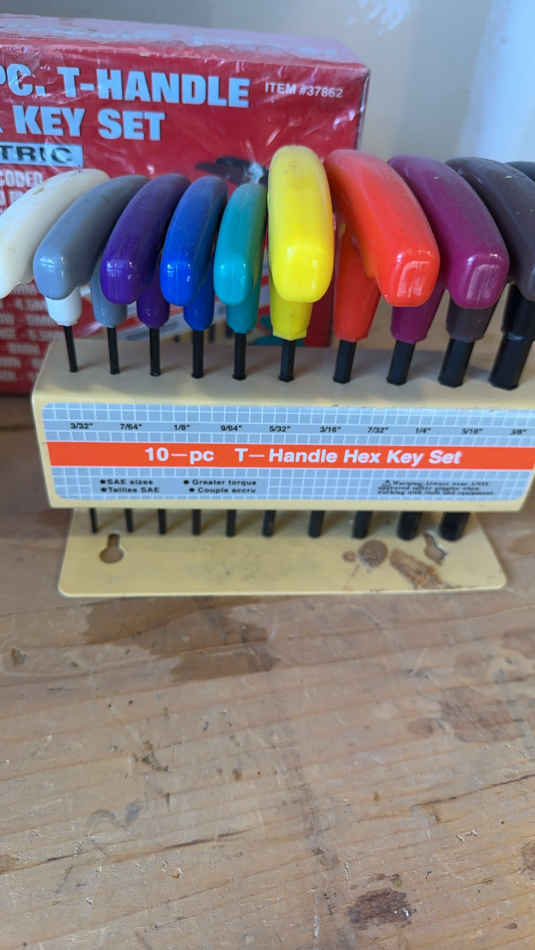 PC. T-HANDLE
ITEM #37862
KEY SET
TRIC
CODED
3/32" 7/64" 1/8" 9/64" 5/32" 3/16" 7/32" 1/4" 5/16" 3/8"
10-pc T-Handle Hex Key Set
●SAE sizes ●Greater torque
●Tailles SAE ●Couple accru